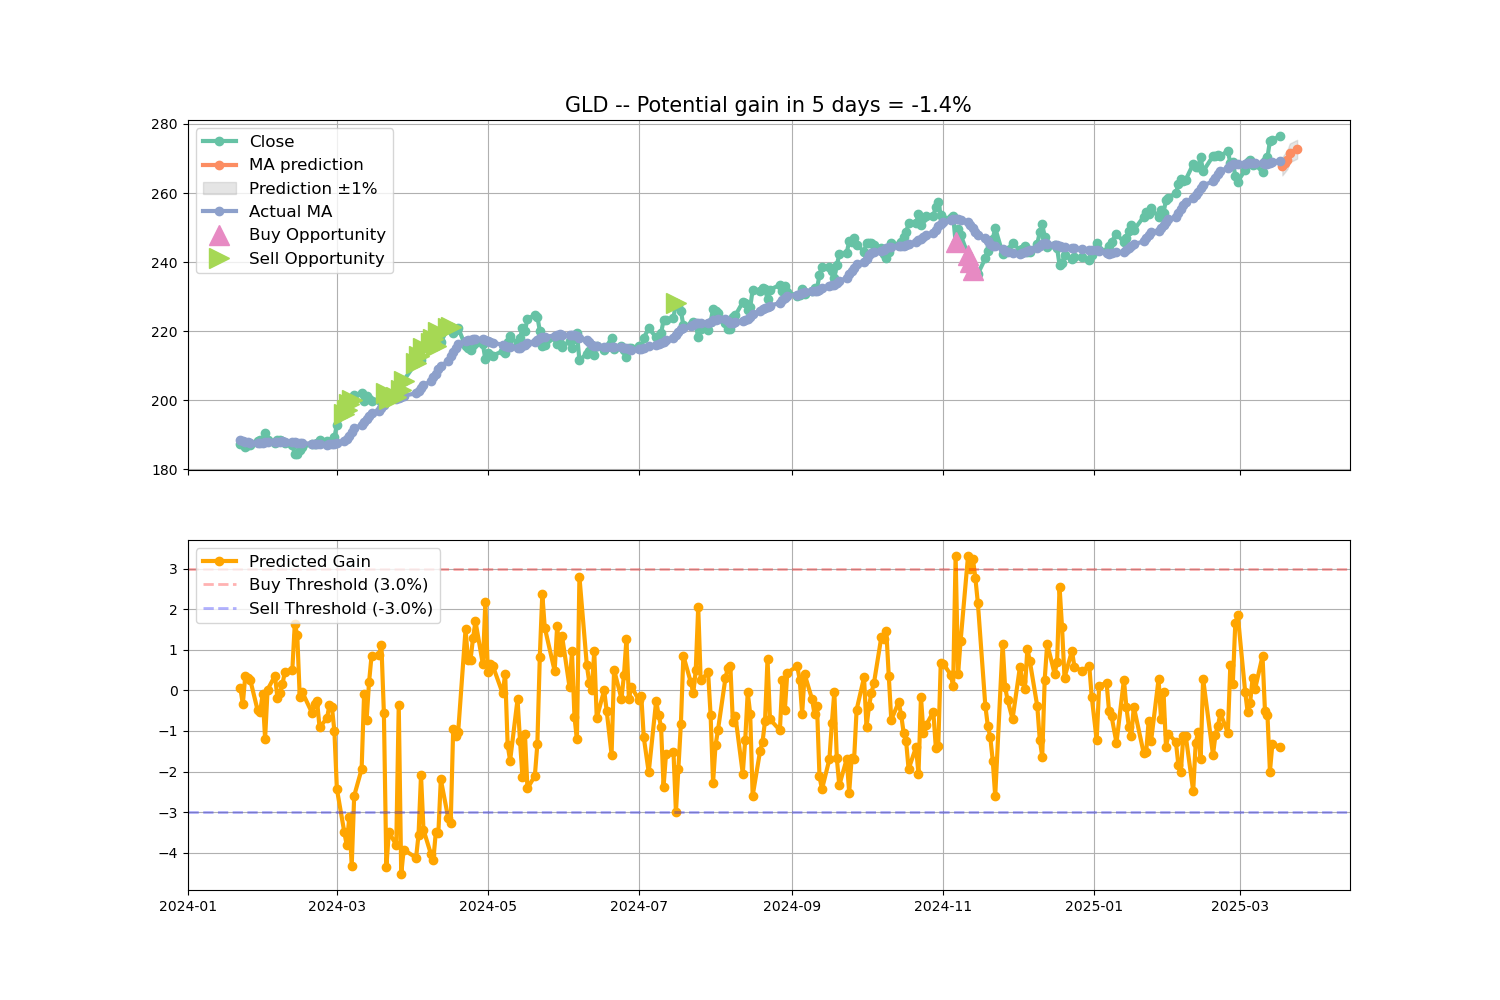 GLD -- Potential gain in 5 days = -1.4%
280
260
240
220
200
180
Close
MA prediction
Prediction ±1%
Actual MA
Buy Opportunity
Sell Opportunity
3
2
1
0
−1
−2
−3
−4
Predicted Gain
Buy Threshold (3.0%)
Sell Threshold (-3.0%)
2024-01 2024-03 2024-05 2024-07 2024-09 2024-11 2025-01 2025-03